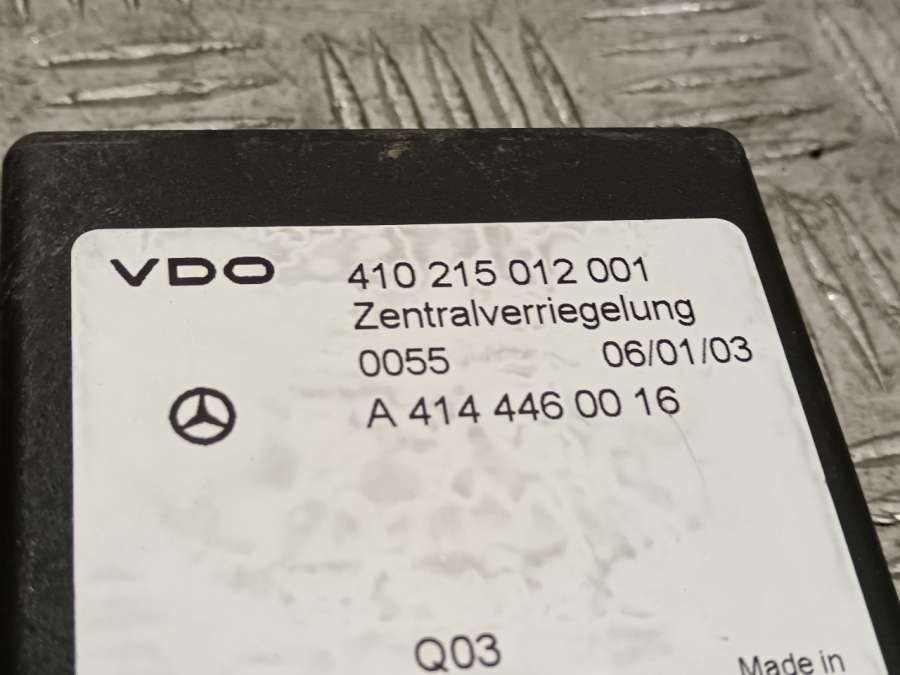 VDO 410 215 012 001
Zentralverriegelung
0055 06/01/03
A 414 446 00 16
Q03
Made in